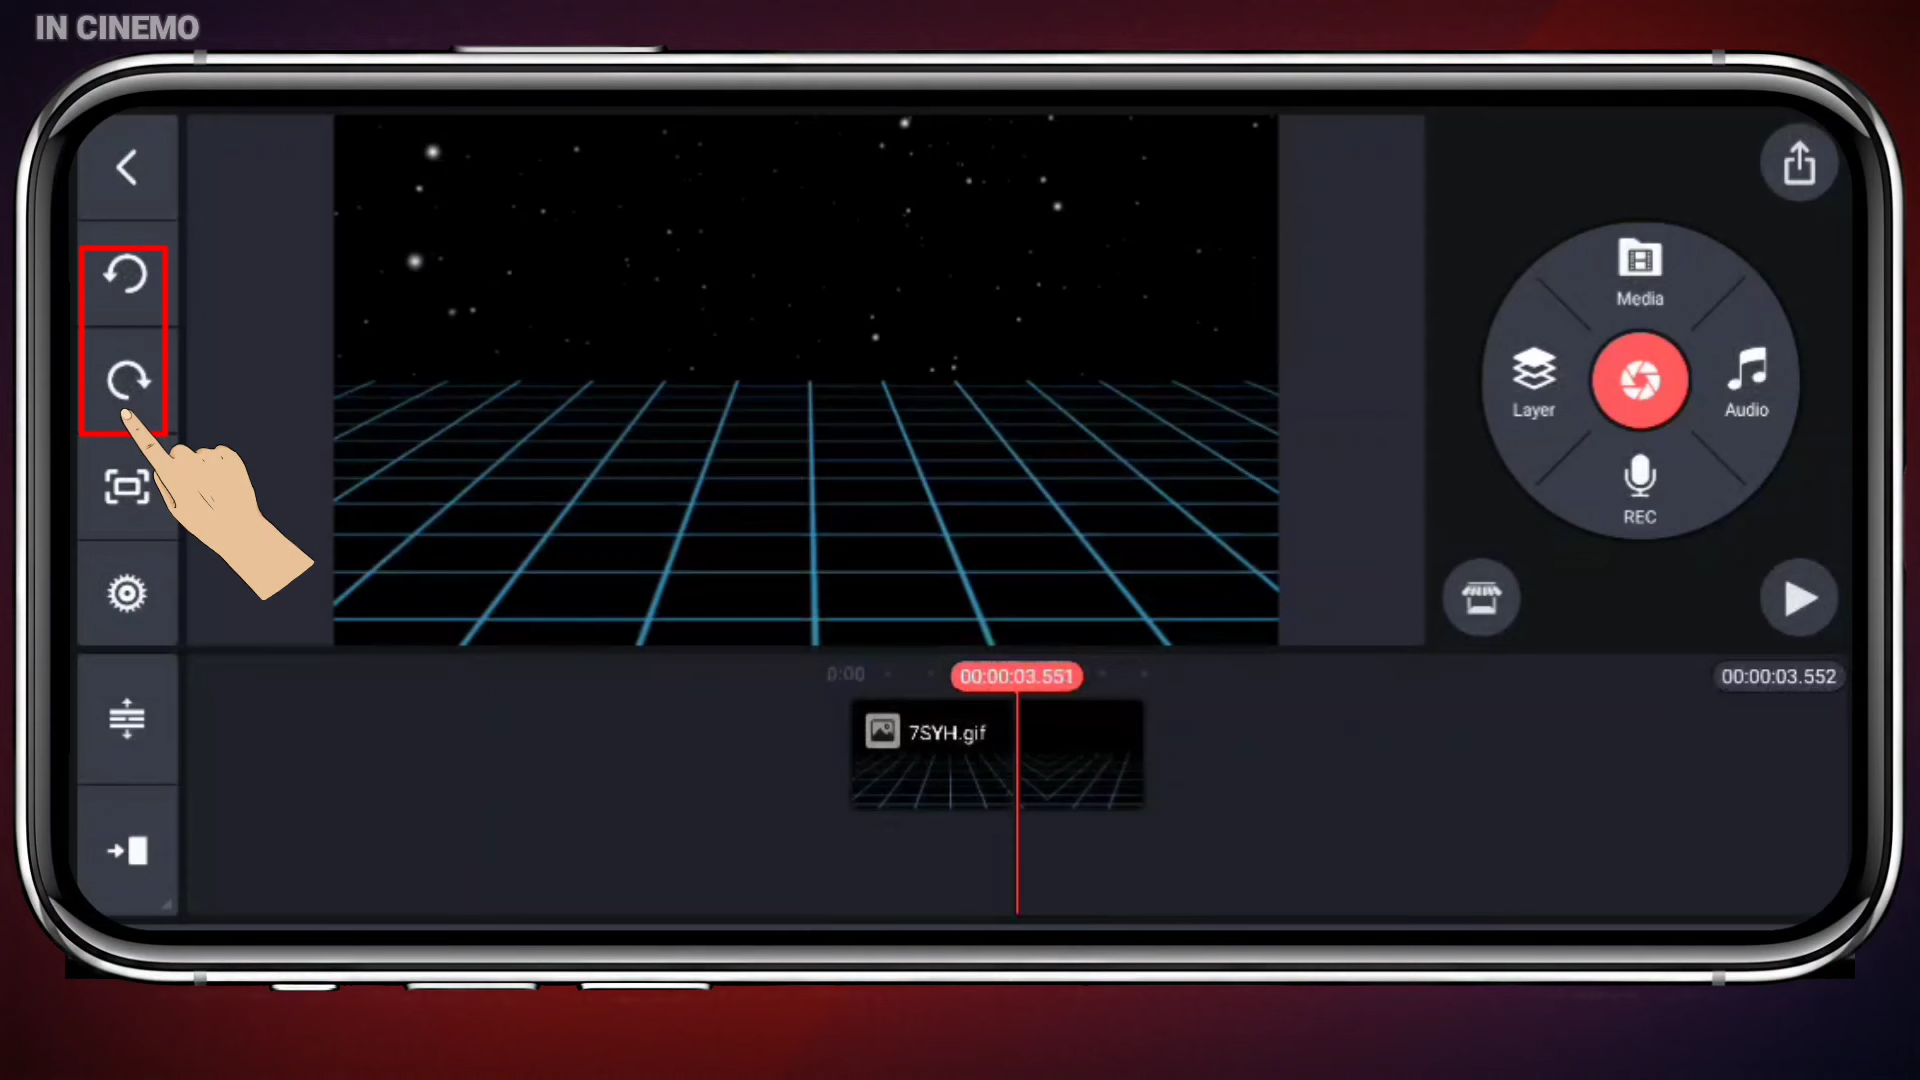 IN CINEMO
Media
Layer
Audio
REC
0:00
00:00:03.551
00:00:03.552
7SYH.gif